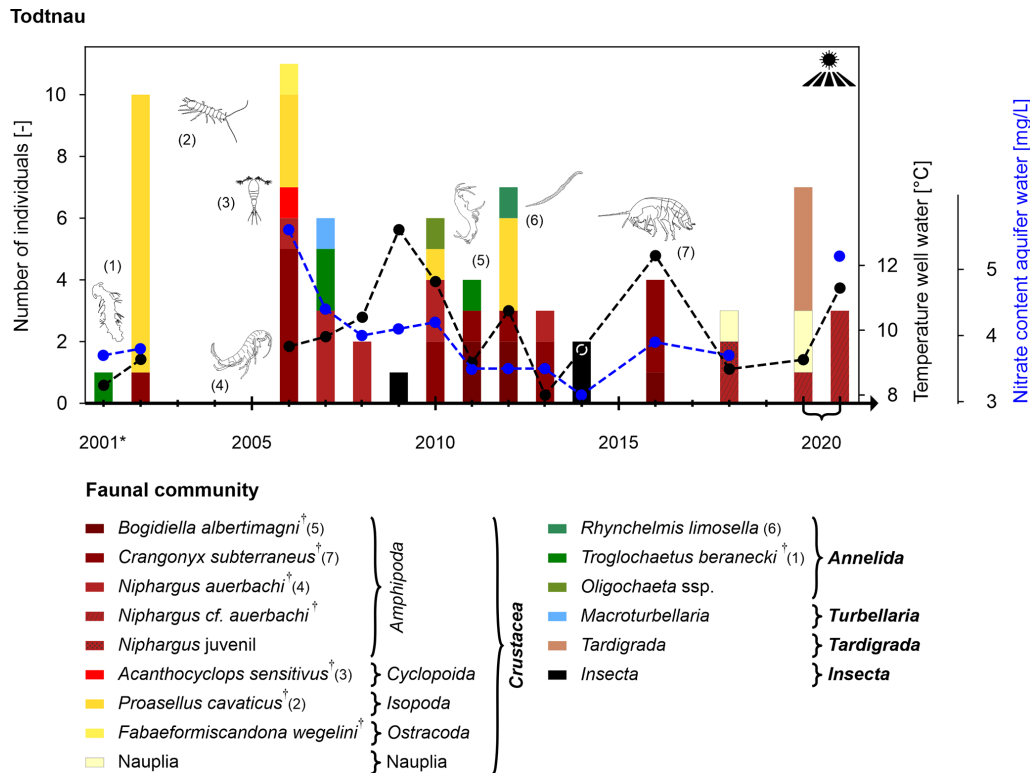 Todtnau
Number of individuals [-]
10
8
6
4
2
0
(1)
(2)
(3)
(4)
(5)
(6)
(7)
12
10
8
Temperature well water [°C]
5
4
3
Nitrate content aquifer water [mg/L]
2001* 2005 2010 2015 2020
Faunal community
Bogidiella albertimagni†(5)
Crangonyx subterraneus†(7)
Niphargus auerbachi†(4)
Niphargus cf. auerbachi†
Niphargus juvenil
Acanthocyclops sensitivus†(3)
Proasellus cavaticus†(2)
Fabaeformiscandona wegelini†
Nauplia
Amphipoda
Cyclopoida
Isopoda
Ostracoda
Nauplia
Crustacea
Rhynchelmis limosella (6)
Troglochaetus beranecki †(1)
Oligochaeta ssp.
Macroturbellaria
Tardigrada
Insecta
Annelida
Turbellaria
Tardigrada
Insecta